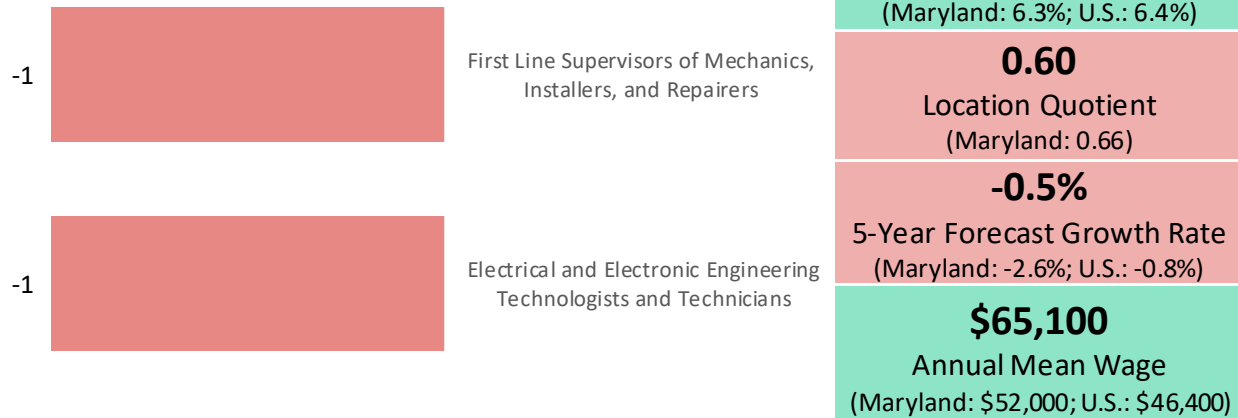 -1
First Line Supervisors of Mechanics,
Installers, and Repairers
-1
Electrical and Electronic Engineering
Technologists and Technicians
(Maryland: 6.3%; U.S.: 6.4%)
0.60
Location Quotient
(Maryland: 0.66)
-0.5%
5-Year Forecast Growth Rate
(Maryland: -2.6%; U.S.: -0.8%)
$65,100
Annual Mean Wage
(Maryland: $52,000; U.S.: $46,400)